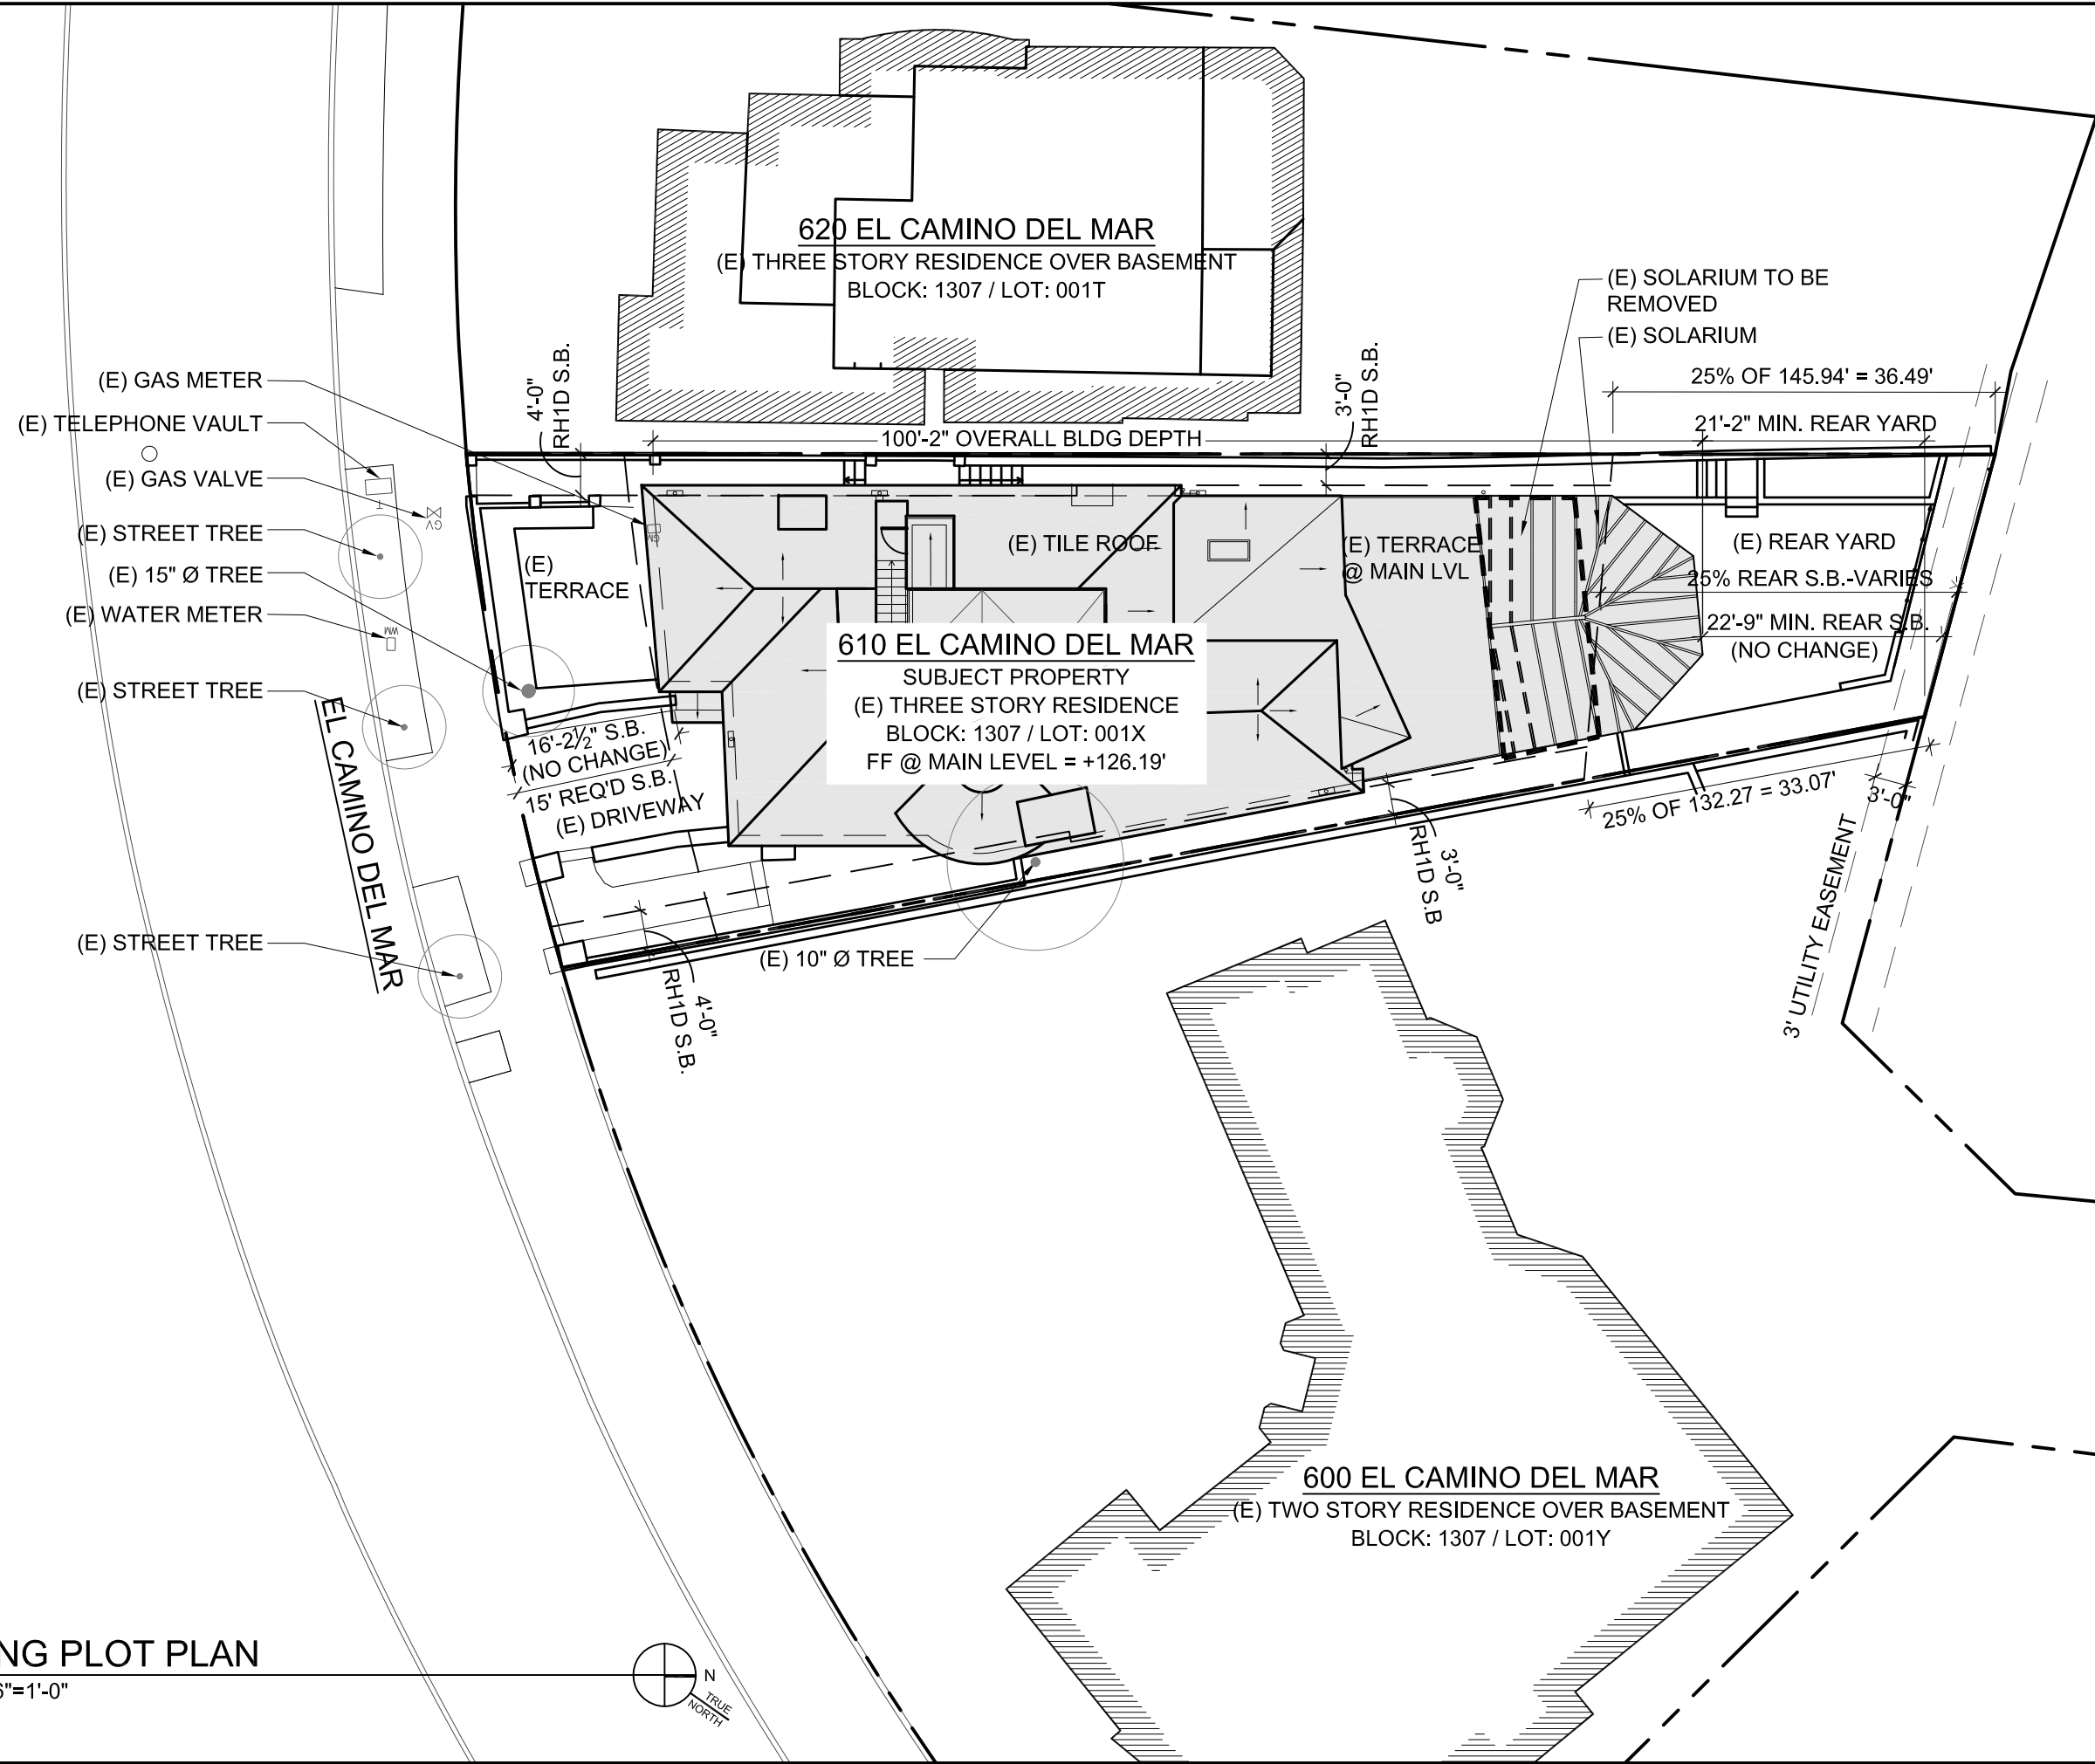 620 EL CAMINO DEL MAR
(E) THREE STORY RESIDENCE OVER BASEMENT
BLOCK: 1307 / LOT: 001T
(E) SOLARIUM TO BE
REMOVED
(E) SOLARIUM
25% OF 145.94' = 36.49'
21'-2" MIN. REAR YARD
4'-0"
RH1D S.B.
3'-0"
RH1D S.B.
100'-2" OVERALL BLDG DEPTH
(E) GAS METER
(E) TELEPHONE VAULT
(E) GAS VALVE
(E) STREET TREE
(E) 15" Ø TREE
(E) WATER METER
(E) STREET TREE
T
GV
WM
GM
(E)
TERRACE
(E) TILE ROOF
(E) TERRACE
@ MAIN LVL
(E) REAR YARD
25% REAR S.B.-VARIES
22'-9" MIN. REAR S.B.
(NO CHANGE)
610 EL CAMINO DEL MAR
SUBJECT PROPERTY
(E) THREE STORY RESIDENCE
BLOCK: 1307 / LOT: 001X
FF @ MAIN LEVEL = +126.19'
16'-2½" S.B.
(NO CHANGE)
15' REQ'D S.B.
(E) DRIVEWAY
EL CAMINO DEL MAR
(E) STREET TREE
(E) 10" Ø TREE
4'-0"
RH1D S.B.
3'-0"
RH1D S.B
25% OF 132.27 = 33.07'
3'-0"
3' UTILITY EASEMENT
600 EL CAMINO DEL MAR
(E) TWO STORY RESIDENCE OVER BASEMENT
BLOCK: 1307 / LOT: 001Y
NG PLOT PLAN
6"=1'-0"
N
TRUE
NORTH